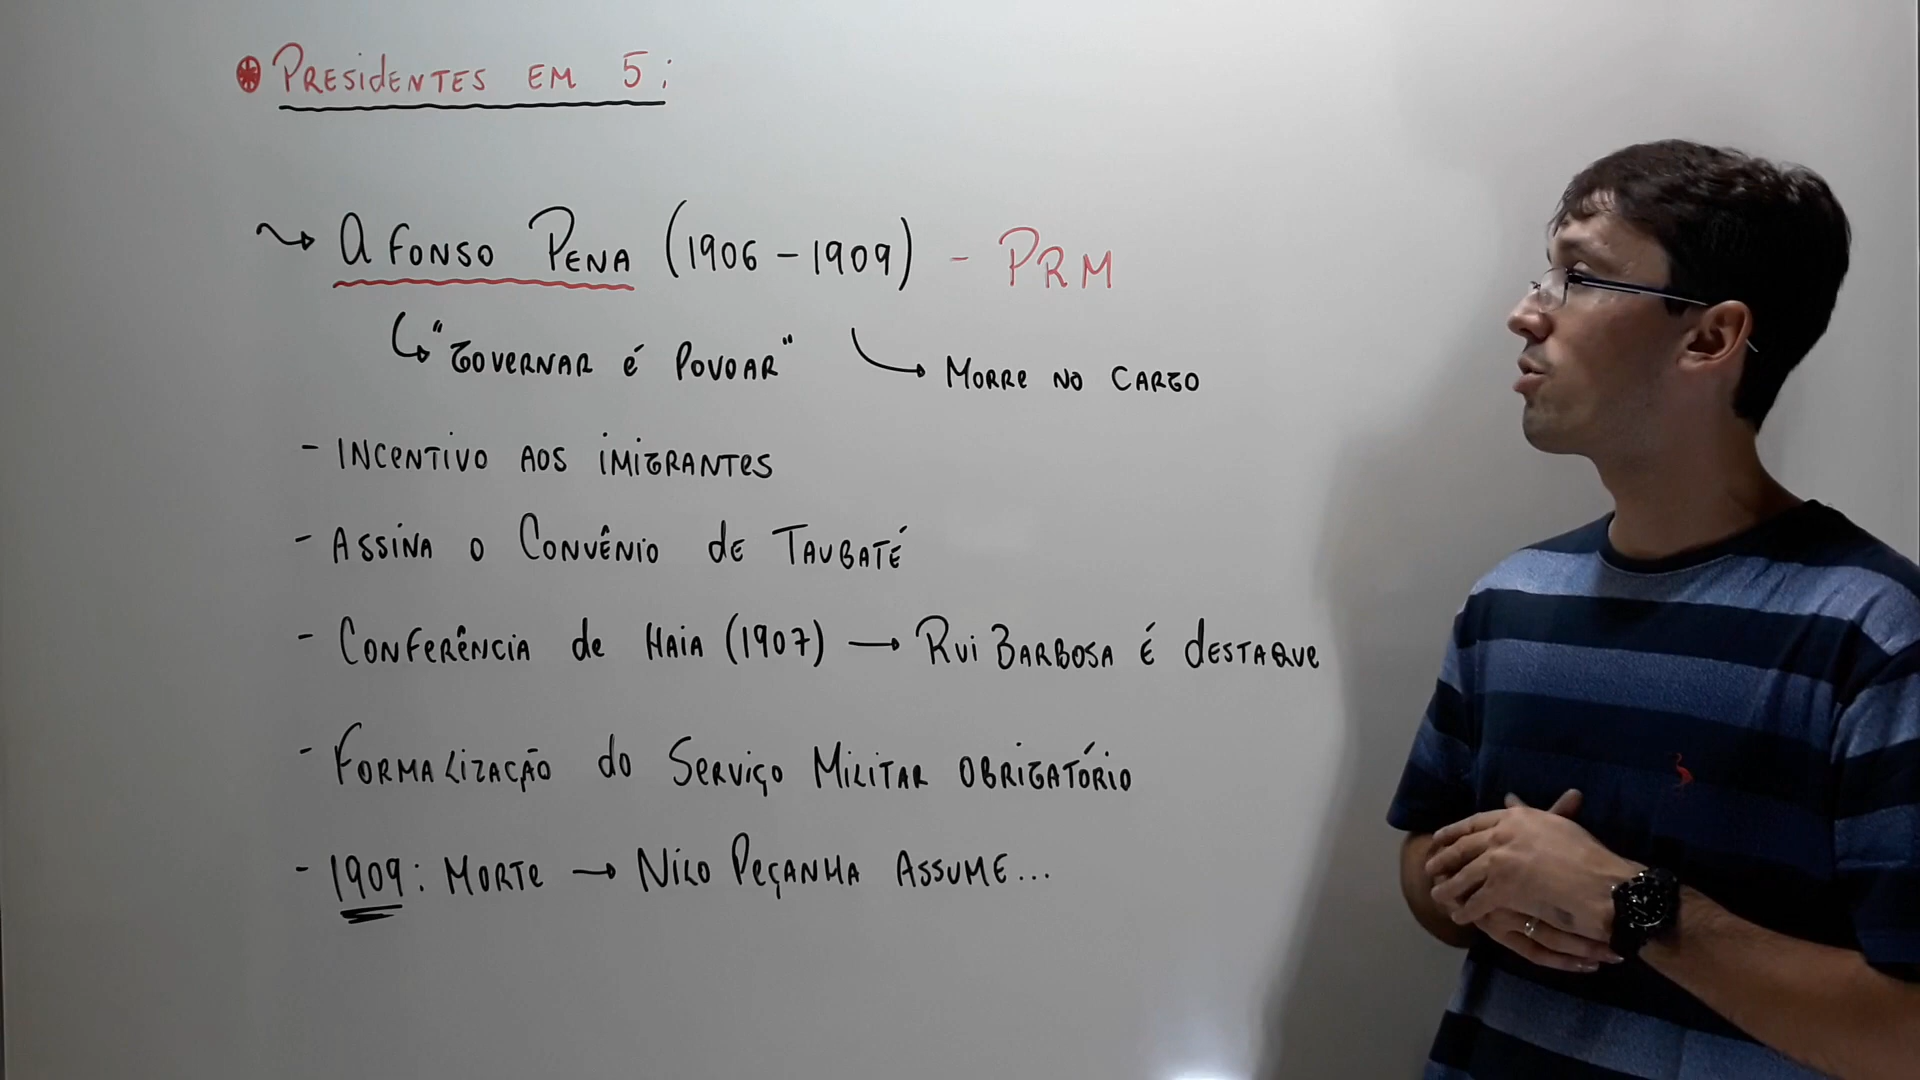 Presidentes em 5:
Afonso Pena (1906 - 1909) - PRM
"Governar é povoar"
Morre no cargo
- Incentivo aos imigrantes
- Assina o Convênio de Taubaté
- Conferência de Haia (1907) → Rui Barbosa é destaque
- Formalização do Serviço Militar obrigatório
- 1909: Morte → Nilo Peçanha assume...